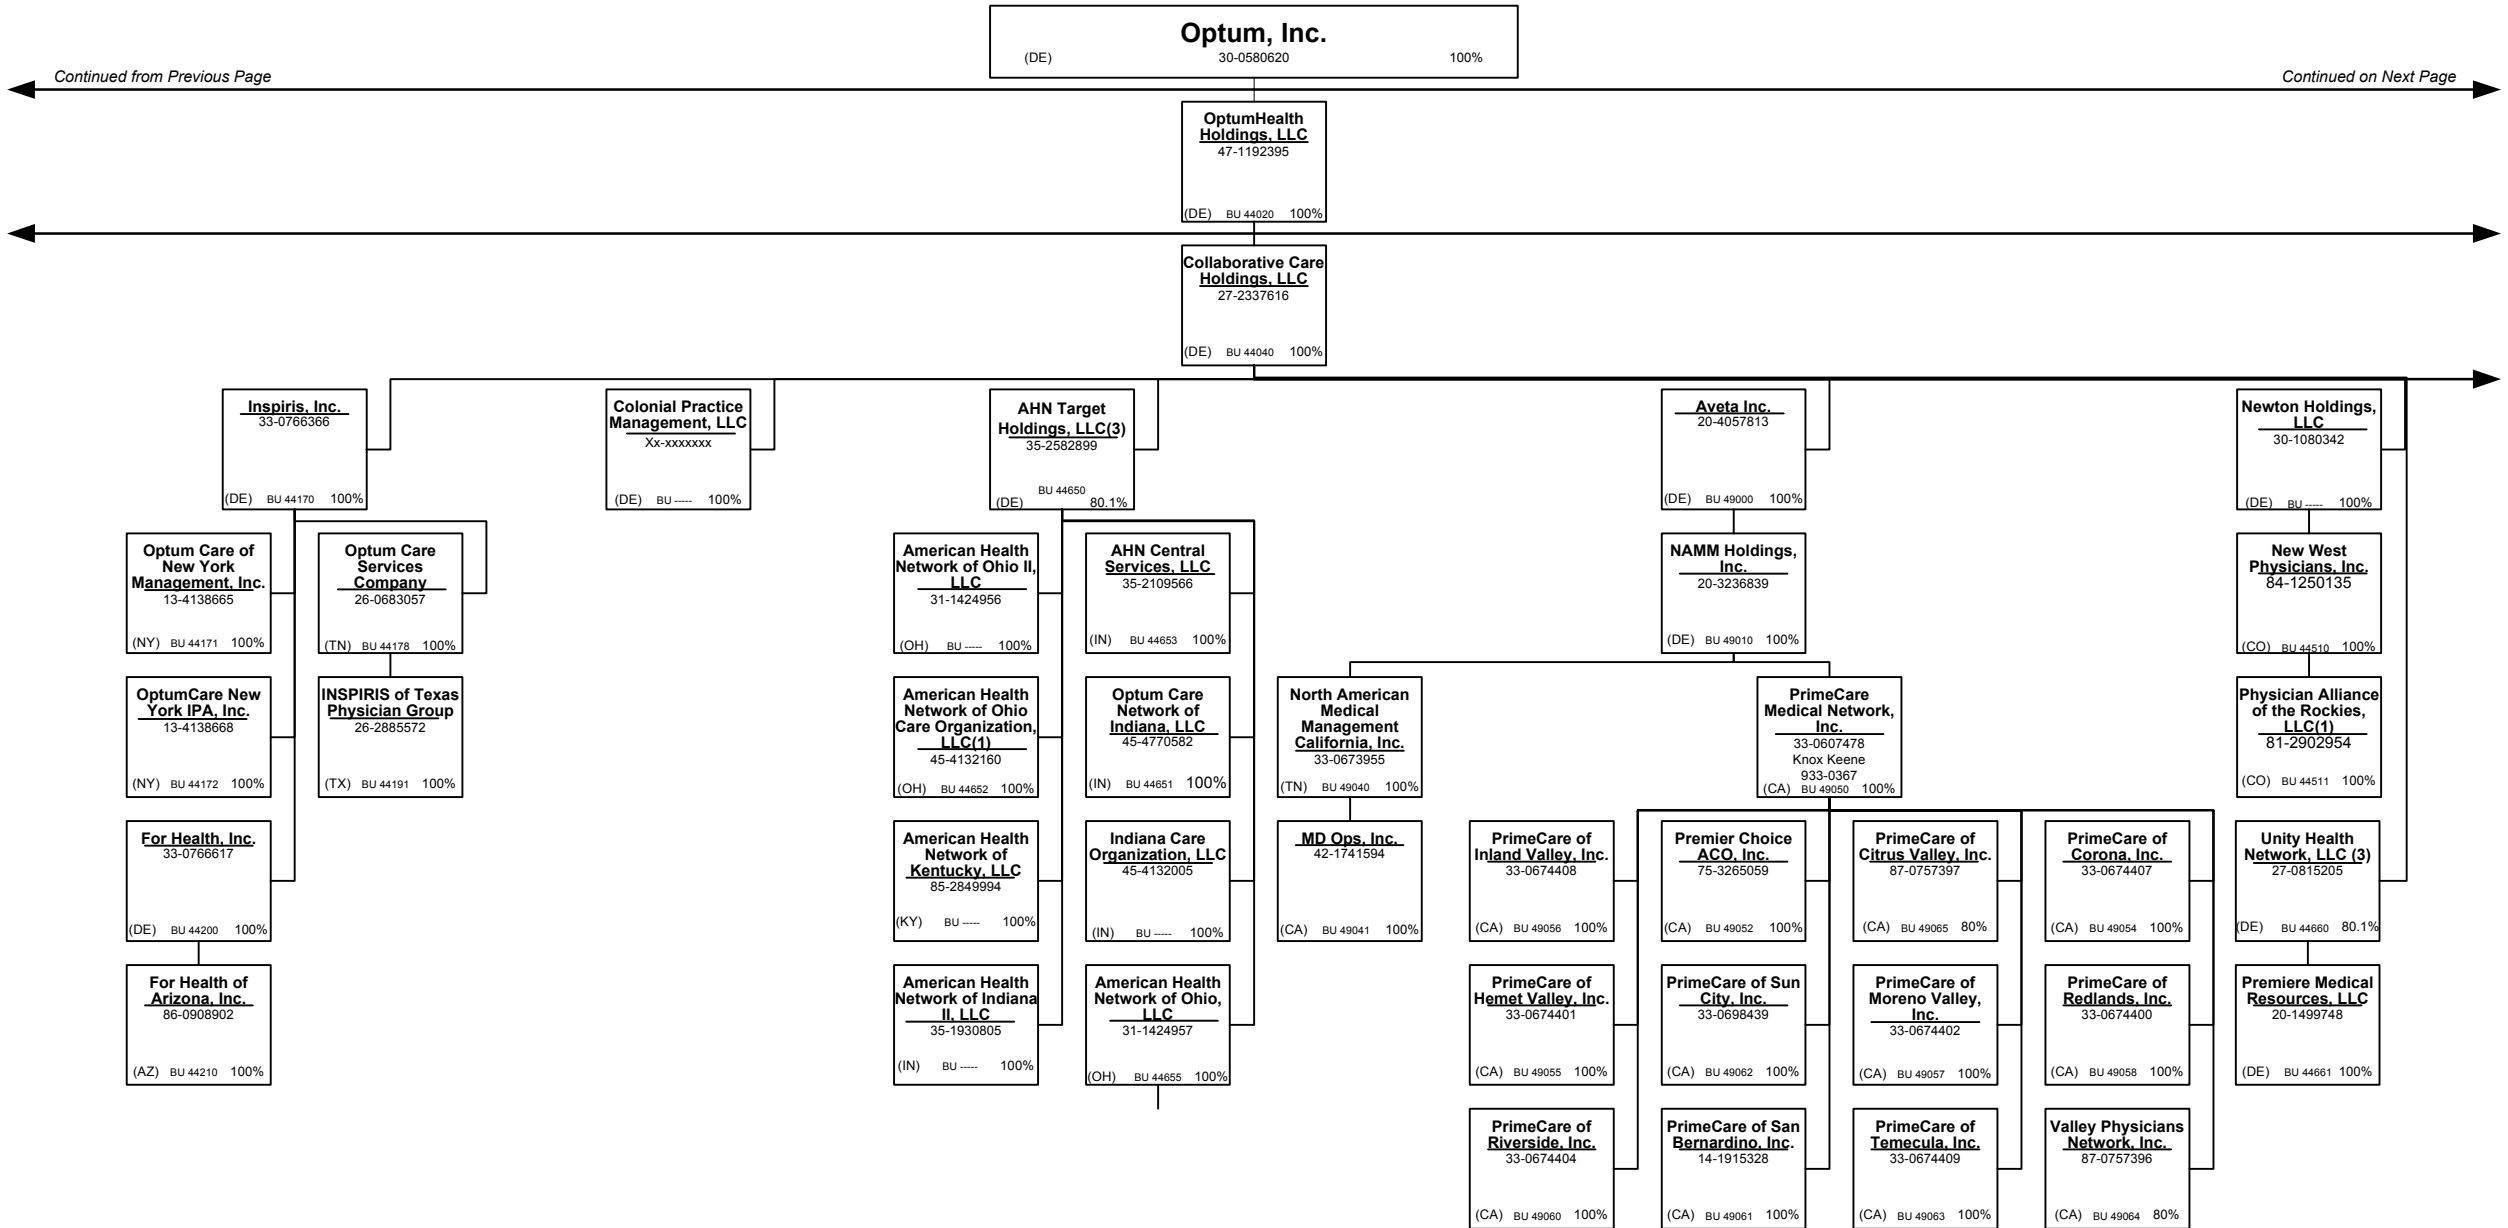 Optum, Inc.
(DE) 30-0580620 100%
Continued from Previous Page
Continued on Next Page
OptumHealth
Holdings, LLC
47-1192395
(DE) BU 44020 100%
Collaborative Care
Holdings, LLC
27-2337616
(DE) BU 44040 100%
Inspiris, Inc.
33-0766366
(DE) BU 44170 100%
Colonial Practice
Management, LLC
Xx-xxxxxxx
(DE) BU ----- 100%
AHN Target
Holdings, LLC(3)
35-2582899
BU 44650
(DE) 80.1%
Aveta Inc.
20-4057813
(DE) BU 49000 100%
Newton Holdings,
LLC
30-1080342
(DE) BU ----- 100%
Optum Care of
New York
Management, Inc.
13-4138665
(NY) BU 44171 100%
Optum Care
Services
Company
26-0683057
(TN) BU 44178 100%
American Health
Network of Ohio II,
LLC
31-1424956
(OH) BU ----- 100%
AHN Central
Services, LLC
35-2109566
(IN) BU 44653 100%
NAMM Holdings,
Inc.
20-3236839
(DE) BU 49010 100%
New West
Physicians, Inc.
84-1250135
(CO) BU 44510 100%
OptumCare New
York IPA, Inc.
13-4138668
(NY) BU 44172 100%
INSPIRIS of Texas
Physician Group
26-2885572
(TX) BU 44191 100%
American Health
Network of Ohio
Care Organization,
LLC(1)
45-4132160
(OH) BU 44652 100%
Optum Care
Network of
Indiana, LLC
45-4770582
(IN) BU 44651 100%
North American
Medical
Management
California, Inc.
33-0673955
(TN) BU 49040 100%
PrimeCare
Medical Network,
Inc.
33-0607478
Knox Keene
933-0367
(CA) BU 49050 100%
Physician Alliance
of the Rockies,
LLC(1)
81-2902954
(CO) BU 44511 100%
For Health, Inc.
33-0766617
(DE) BU 44200 100%
American Health
Network of
Kentucky, LLC
85-2849994
(KY) BU ----- 100%
Indiana Care
Organization, LLC
45-4132005
(IN) BU ----- 100%
MD Ops, Inc.
42-1741594
(CA) BU 49041 100%
PrimeCare of
Inland Valley, Inc.
33-0674408
(CA) BU 49056 100%
Premier Choice
ACO, Inc.
75-3265059
(CA) BU 49052 100%
PrimeCare of
Citrus Valley, Inc.
87-0757397
(CA) BU 49065 80%
PrimeCare of
Corona, Inc.
33-0674407
(CA) BU 49054 100%
Unity Health
Network, LLC (3)
27-0815205
(DE) BU 44660 80.1%
For Health of
Arizona, Inc.
86-0908902
(AZ) BU 44210 100%
American Health
Network of Indiana
II, LLC
35-1930805
(IN) BU ----- 100%
American Health
Network of Ohio,
LLC
31-1424957
(OH) BU 44655 100%
PrimeCare of
Hemet Valley, Inc.
33-0674401
(CA) BU 49055 100%
PrimeCare of Sun
City, Inc.
33-0698439
(CA) BU 49062 100%
PrimeCare of
Moreno Valley,
Inc.
33-0674402
(CA) BU 49057 100%
PrimeCare of
Redlands, Inc.
33-0674400
(CA) BU 49058 100%
Premiere Medical
Resources, LLC
20-1499748
(DE) BU 44661 100%
PrimeCare of
Riverside, Inc.
33-0674404
(CA) BU 49060 100%
PrimeCare of San
Bernardino, Inc.
14-1915328
(CA) BU 49061 100%
PrimeCare of
Temecula, Inc.
33-0674409
(CA) BU 49063 100%
Valley Physicians
Network, Inc.
87-0757396
(CA) BU 49064 80%